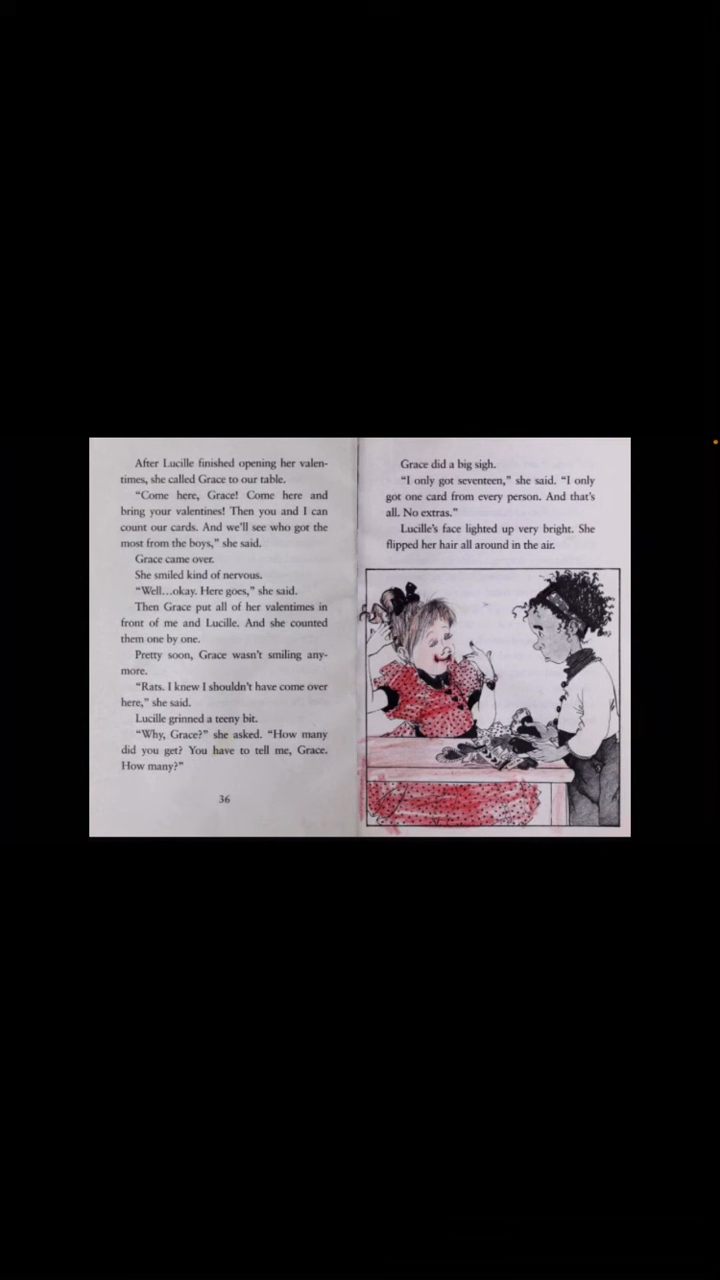 After Lucille finished opening her valen-
times, she called Grace to our table.
“Come here, Grace! Come here and
bring your valentimes! Then you and I can
count our cards. And we’ll see who got the
most from the boys,” she said.
Grace came over.
She smiled kind of nervous.
“Well...okay. Here goes,” she said.
Then Grace put all of her valentimes in
front of me and Lucille. And she counted
them one by one.
Pretty soon, Grace wasn’t smiling any-
more.
“Rats. I knew I shouldn’t have come over
here,” she said.
Lucille grinned a teeny bit.
“Why, Grace?” she asked. “How many
did you get? You have to tell me, Grace.
How many?”
36
Grace did a big sigh.
“I only got seventeen,” she said. “I only
got one card from every person. And that’s
all. No extras.”
Lucille’s face lighted up very bright. She
flipped her hair all around in the air.